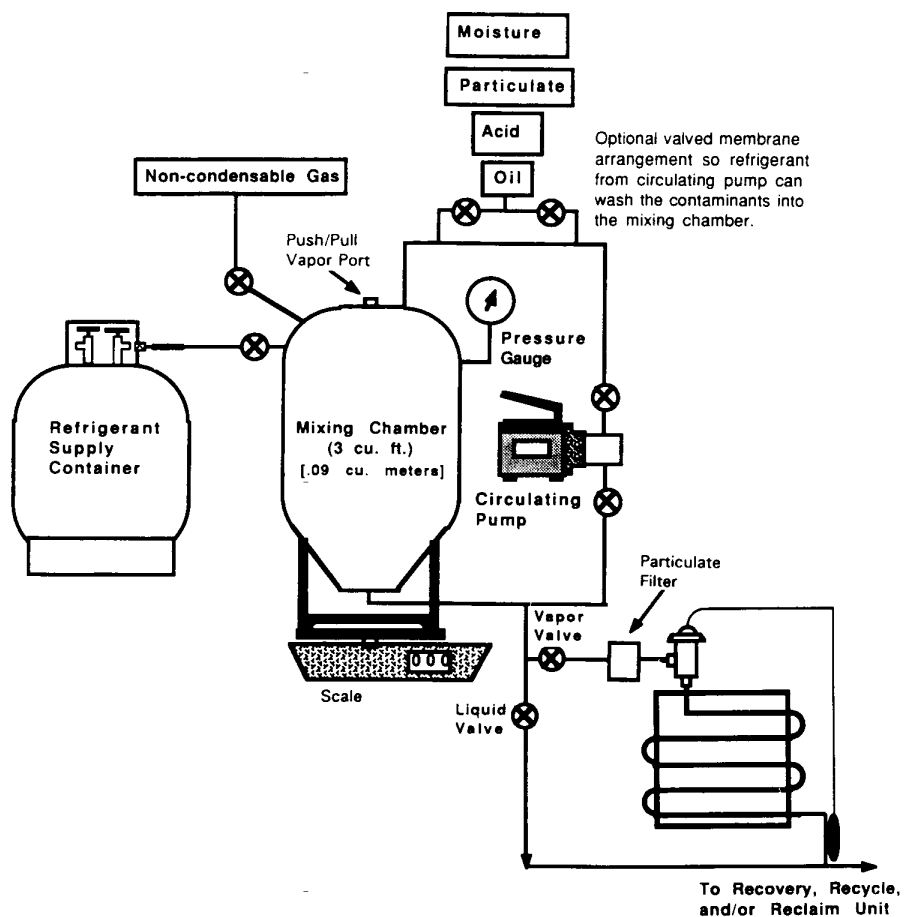 Moisture
Particulate
Acid
Oil
Optional valved membrane
arrangement so refrigerant
from circulating pump can
wash the contaminants into
the mixing chamber.
Non-condensable Gas
Push/Pull
Vapor Port
Pressure
Gauge
Refrigerant
Supply
Container
Mixing Chamber
(3 cu. ft.)
[.09 cu. meters]
Circulating
Pump
Particulate
Filter
Vapor
Valve
000
Scale
Liquid
Valve
To Recovery, Recycle,
and/or Reclaim Unit